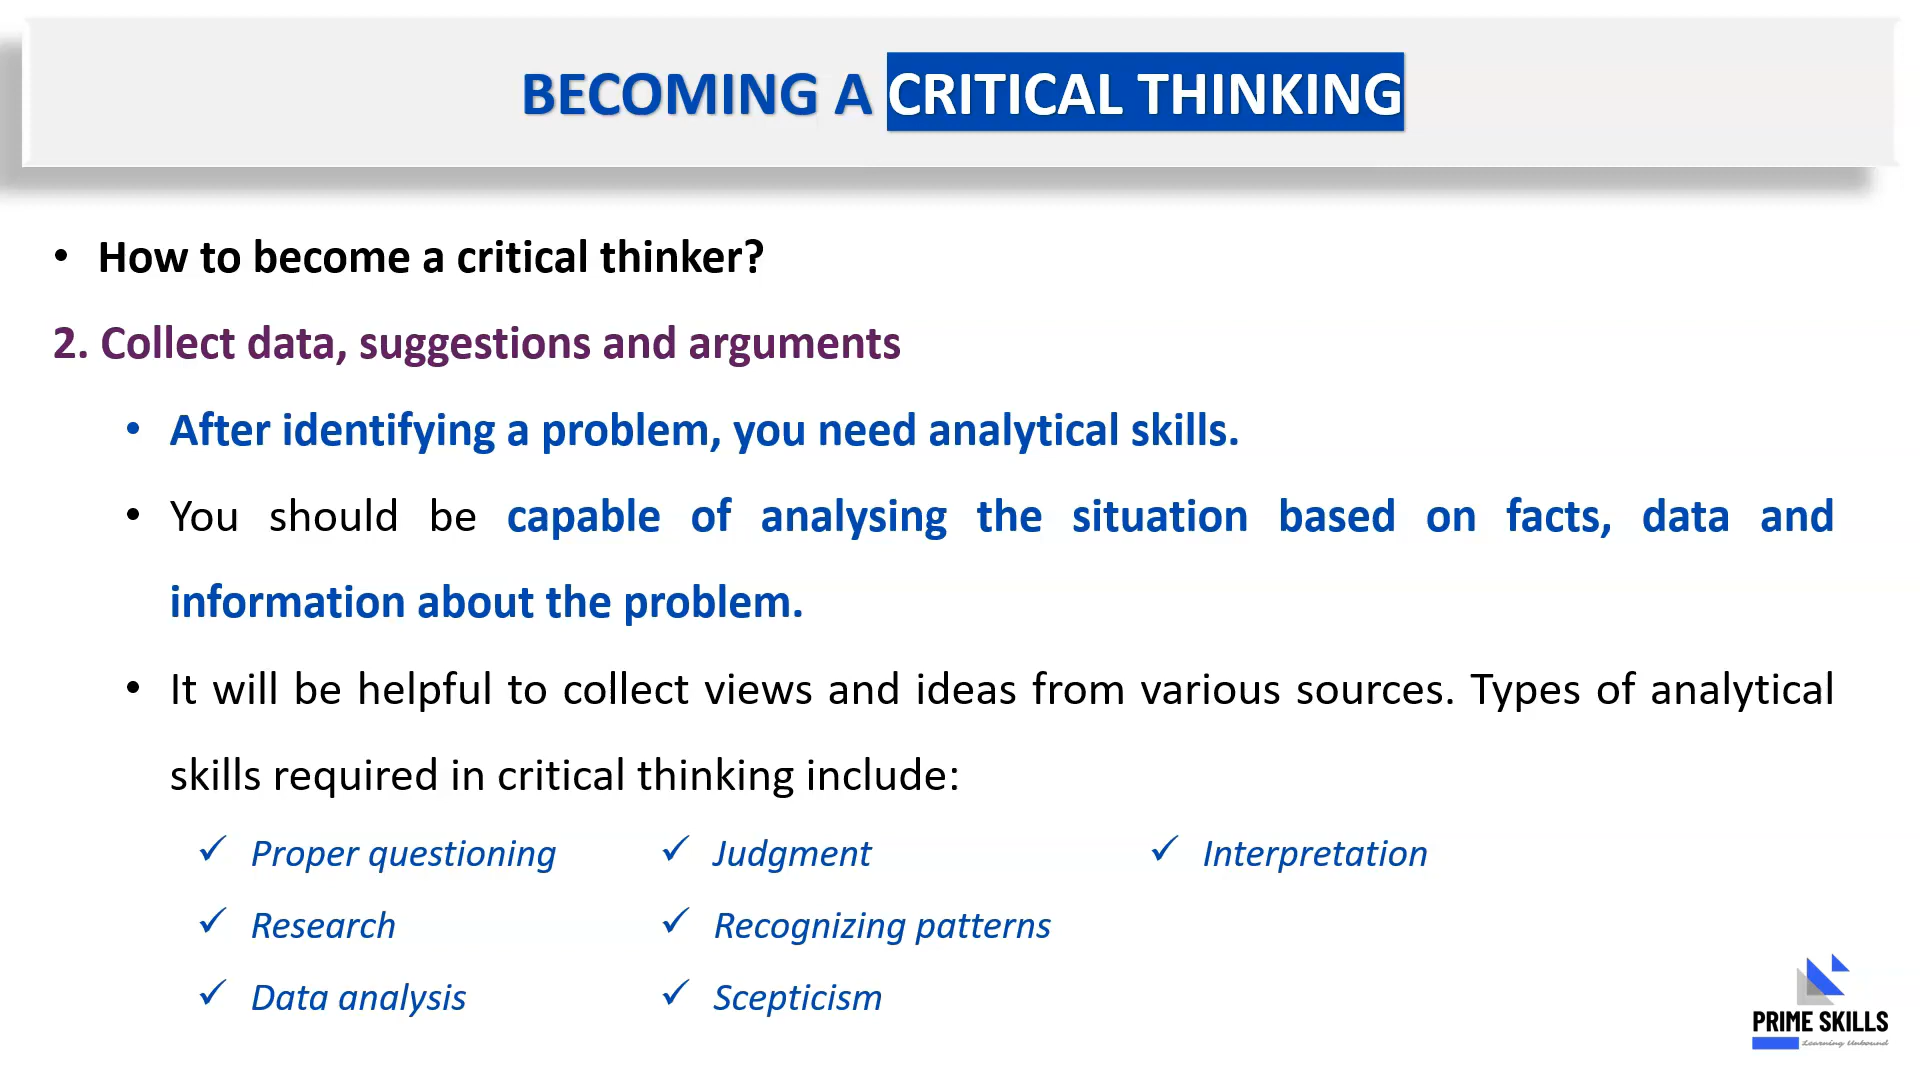 BECOMING A CRITICAL THINKING
• How to become a critical thinker?
2. Collect data, suggestions and arguments
• After identifying a problem, you need analytical skills.
• You should be capable of analysing the situation based on facts, data and
information about the problem.
• It will be helpful to collect views and ideas from various sources. Types of analytical
skills required in critical thinking include:
✓ Proper questioning ✓ Judgment ✓ Interpretation
✓ Research ✓ Recognizing patterns
✓ Data analysis ✓ Scepticism
PRIME SKILLS
Learning Unbound